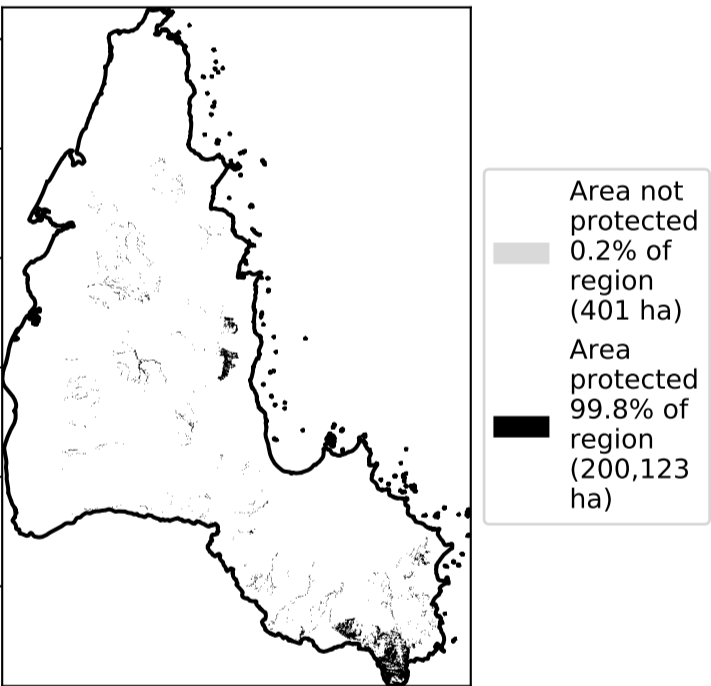 Area not
protected
0.2% of
region
(401 ha)
Area
protected
99.8% of
region
(200,123
ha)